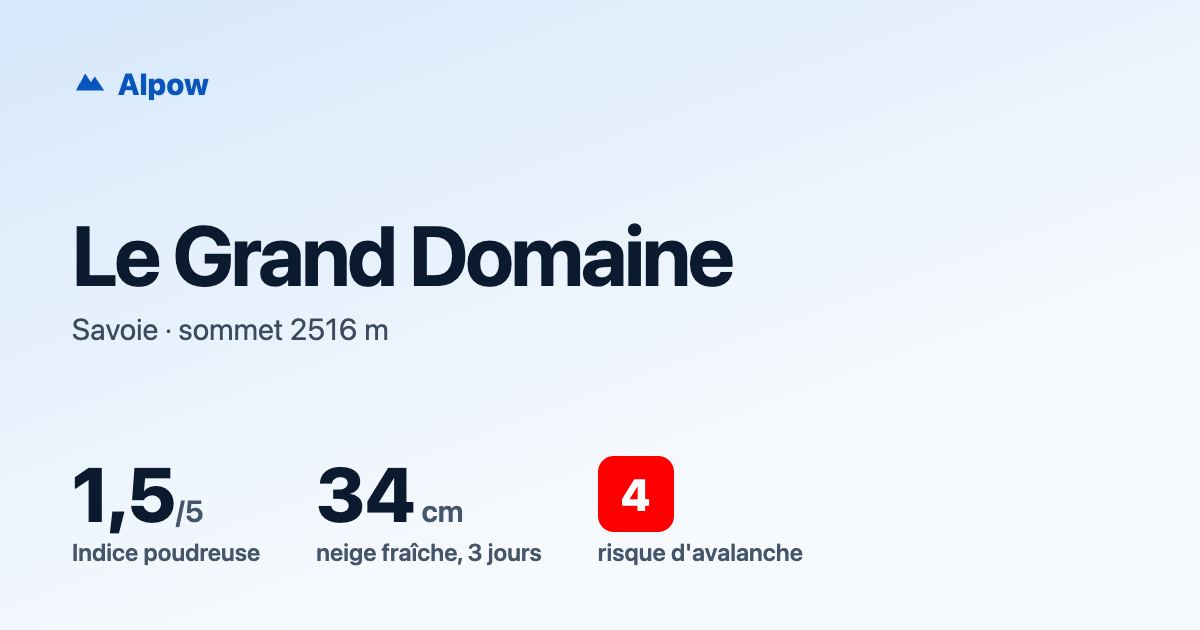 Alpow
Le Grand Domaine
Savoie · sommet 2516 m
1,5/5
Indice poudreuse
34 cm
neige fraîche, 3 jours
4
risque d'avalanche